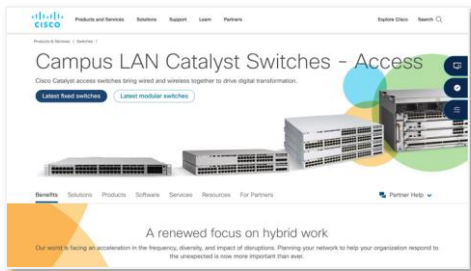 CISCO
Products and Services Solutions Support Learn Partners
Explore Cisco Search
Products & Services / Switches /
Campus LAN Catalyst Switches - Access
Cisco Catalyst access switches bring wired and wireless together to drive digital transformation.
Latest fixed switches Latest modular switches
Benefits Solutions Products Software Services Resources For Partners
Partner Help
A renewed focus on hybrid work
Our world is facing an acceleration in the frequency, diversity, and impact of disruptions. Planning your network to help your organization respond to
the unexpected is now more important than ever.